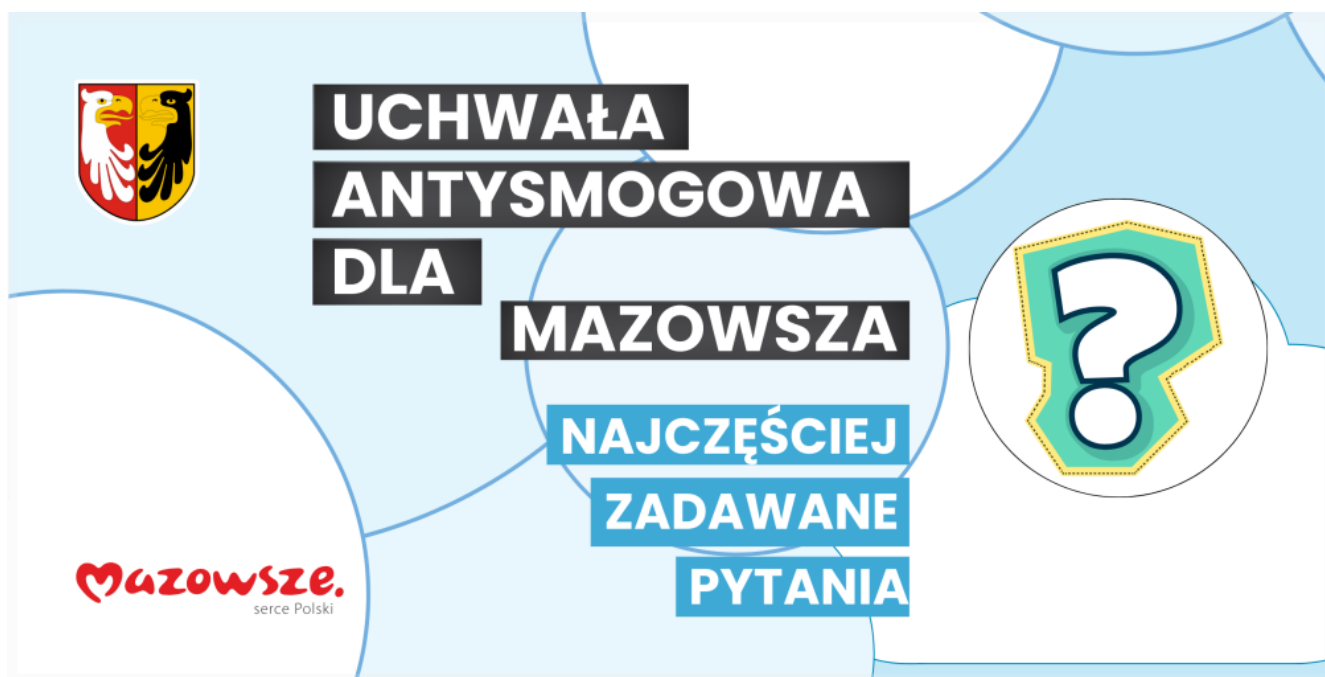 UCHWAŁA
ANTYSMOGOWA
DLA
MAZOWSZA
NAJCZĘŚCIEJ
ZADAWANE
PYTANIA
mazowsze.
serce Polski
?